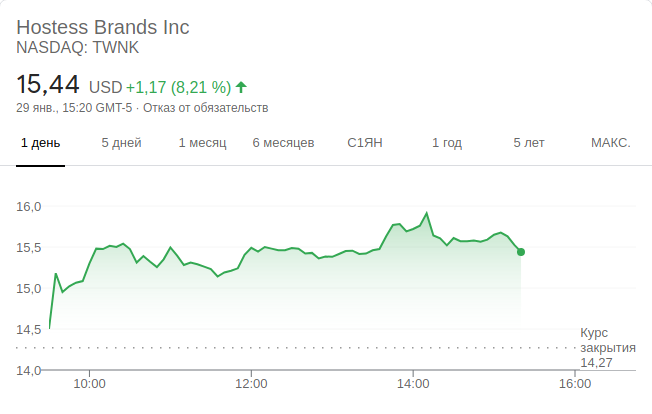 Hostess Brands Inc
NASDAQ: TWNK
15,44 USD +1,17 (8,21 %)
29 янв., 15:20 GMT-5 · Отказ от обязательств
1 день 5 дней 1 месяц 6 месяцев С1ЯН 1 год 5 лет МАКС.
16,0
15,5
15,0
14,5
Курс
закрытия
14,27
14,0
10:00 12:00 14:00 16:00